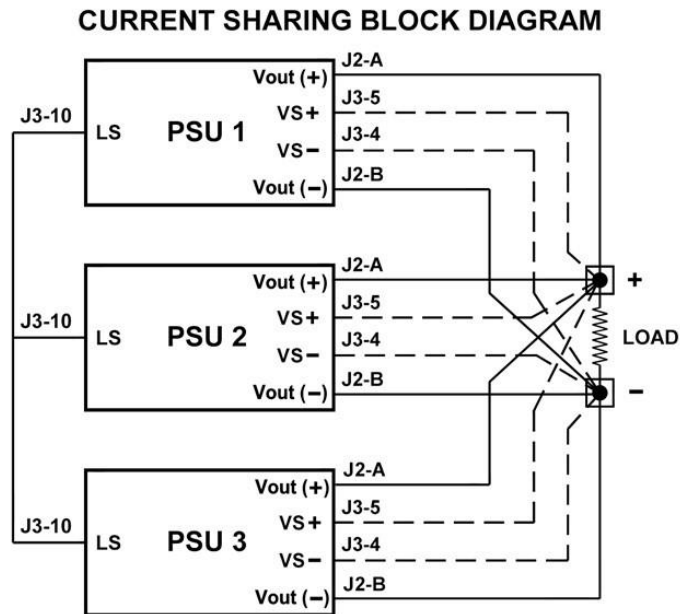 CURRENT SHARING BLOCK DIAGRAM
J2-A
Vout (+)
J3-5
VS+
J3-10
LS
PSU 1
J3-4
VS−
J2-B
Vout (−)
J2-A
Vout (+)
+
J3-5
VS+
J3-10
LS
PSU 2
LOAD
J3-4
VS−
J2-B
Vout (−)
−
J2-A
Vout (+)
J3-5
VS+
J3-10
LS
PSU 3
J3-4
VS−
J2-B
Vout (−)